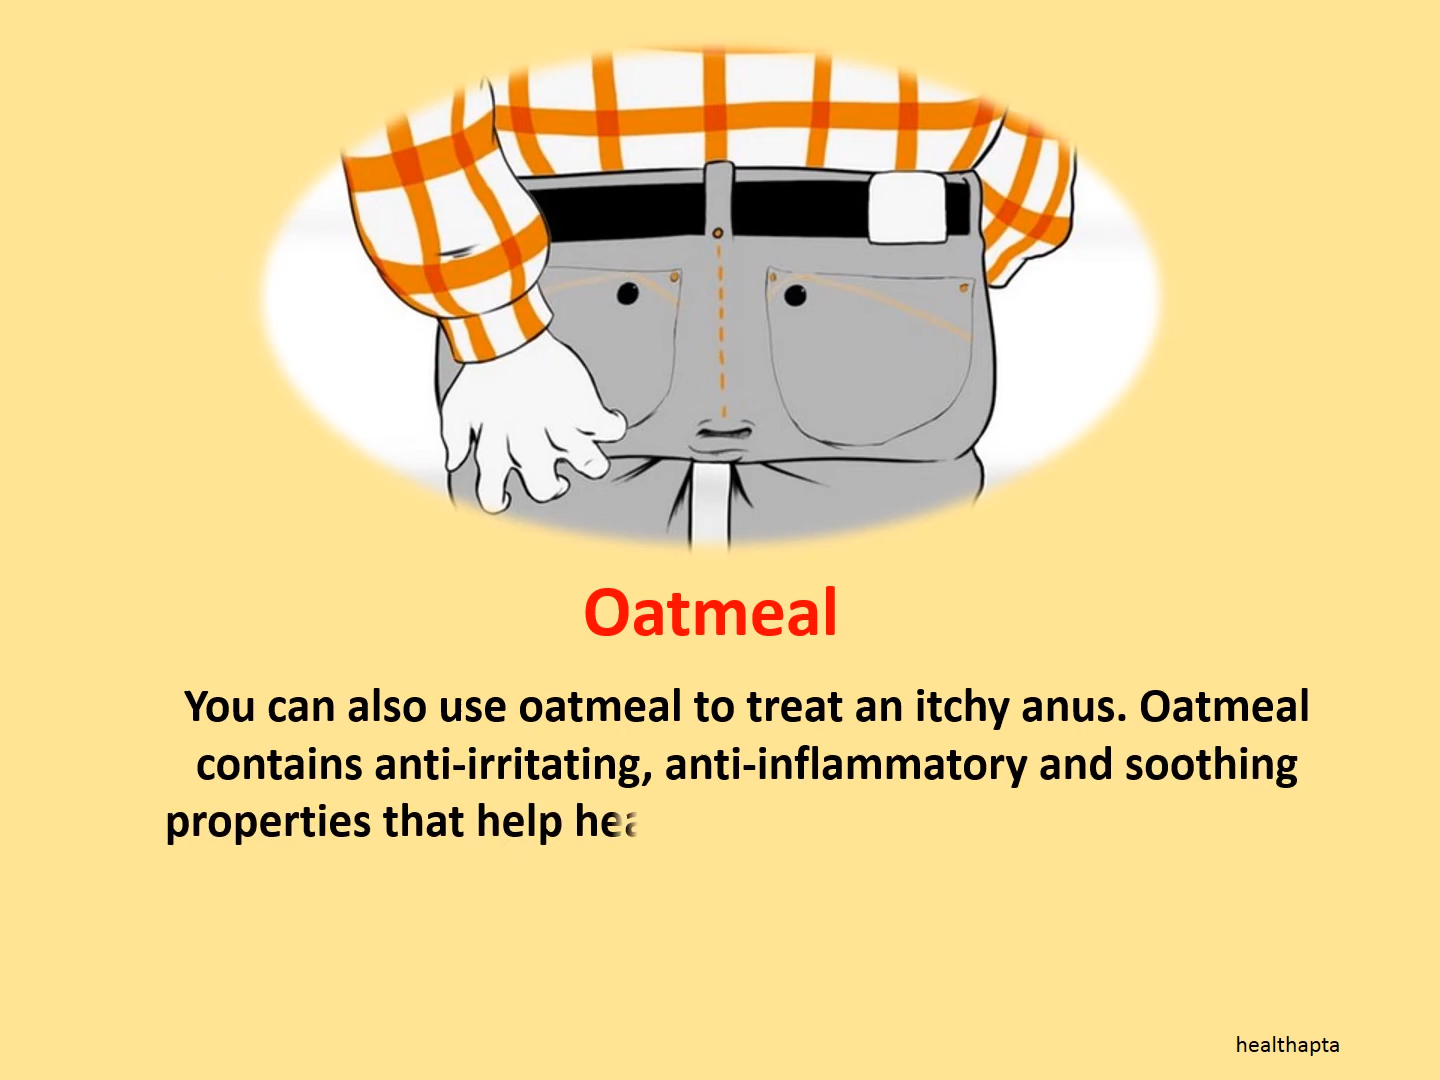 Oatmeal
You can also use oatmeal to treat an itchy anus. Oatmeal
contains anti-irritating, anti-inflammatory and soothing
properties that help
healthapta